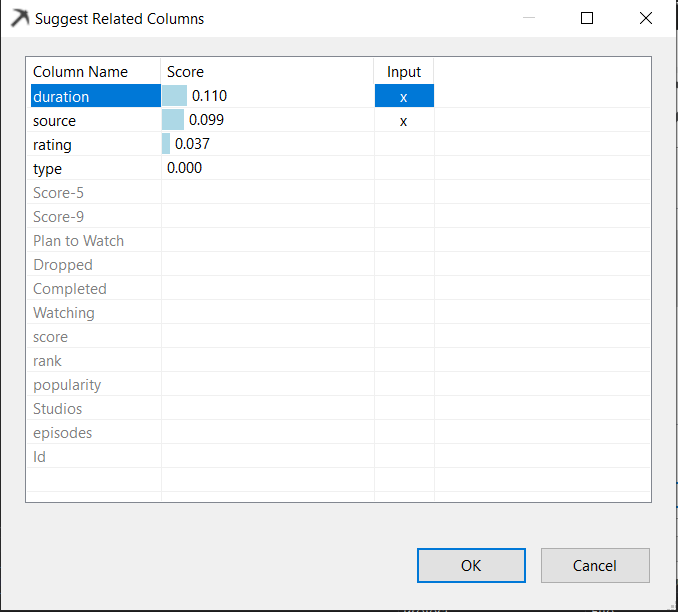 Suggest Related Columns
Column Name Score Input
duration 0.110 x
source 0.099 x
rating 0.037
type 0.000
Score-5
Score-9
Plan to Watch
Dropped
Completed
Watching
score
rank
popularity
Studios
episodes
Id
OK Cancel